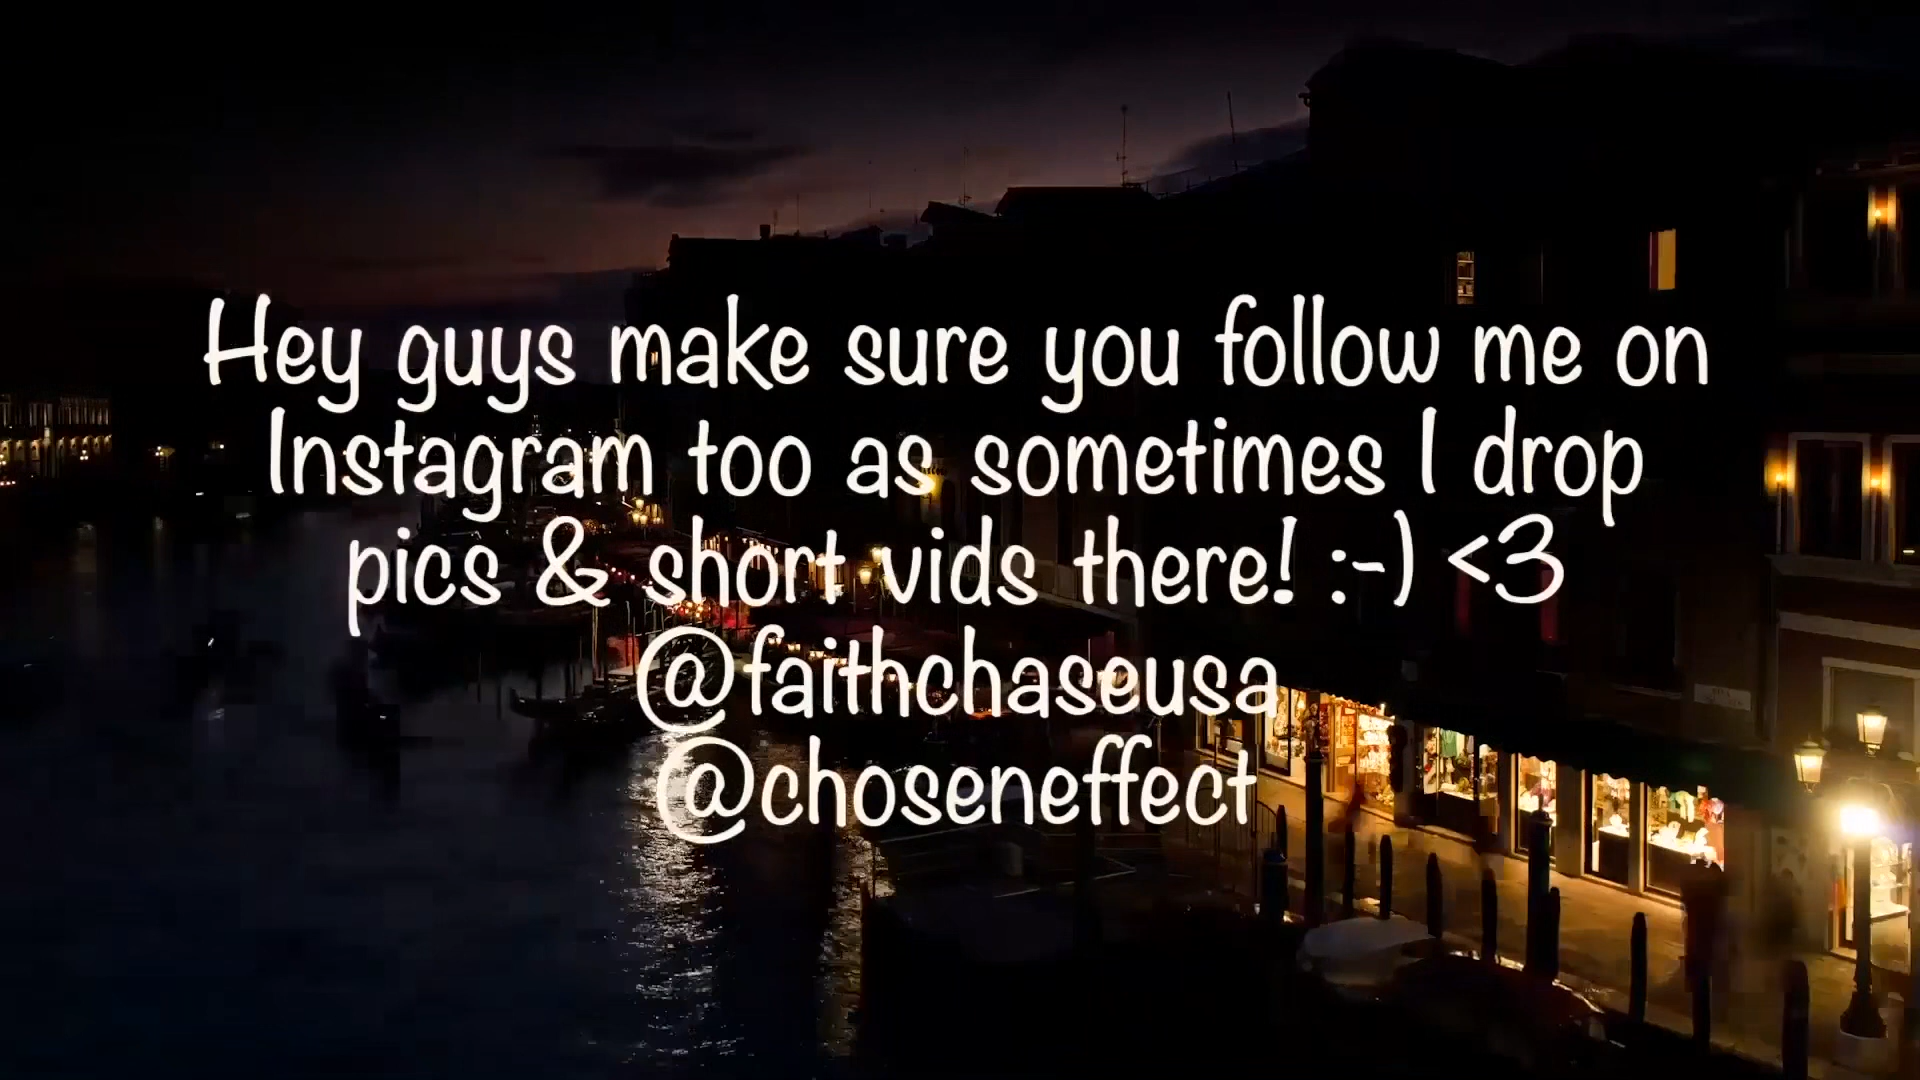 Hey guys make sure you follow me on
Instagram too as sometimes I drop
pics & short vids there! :-) <3
@faithchaseusa
@choseneffect